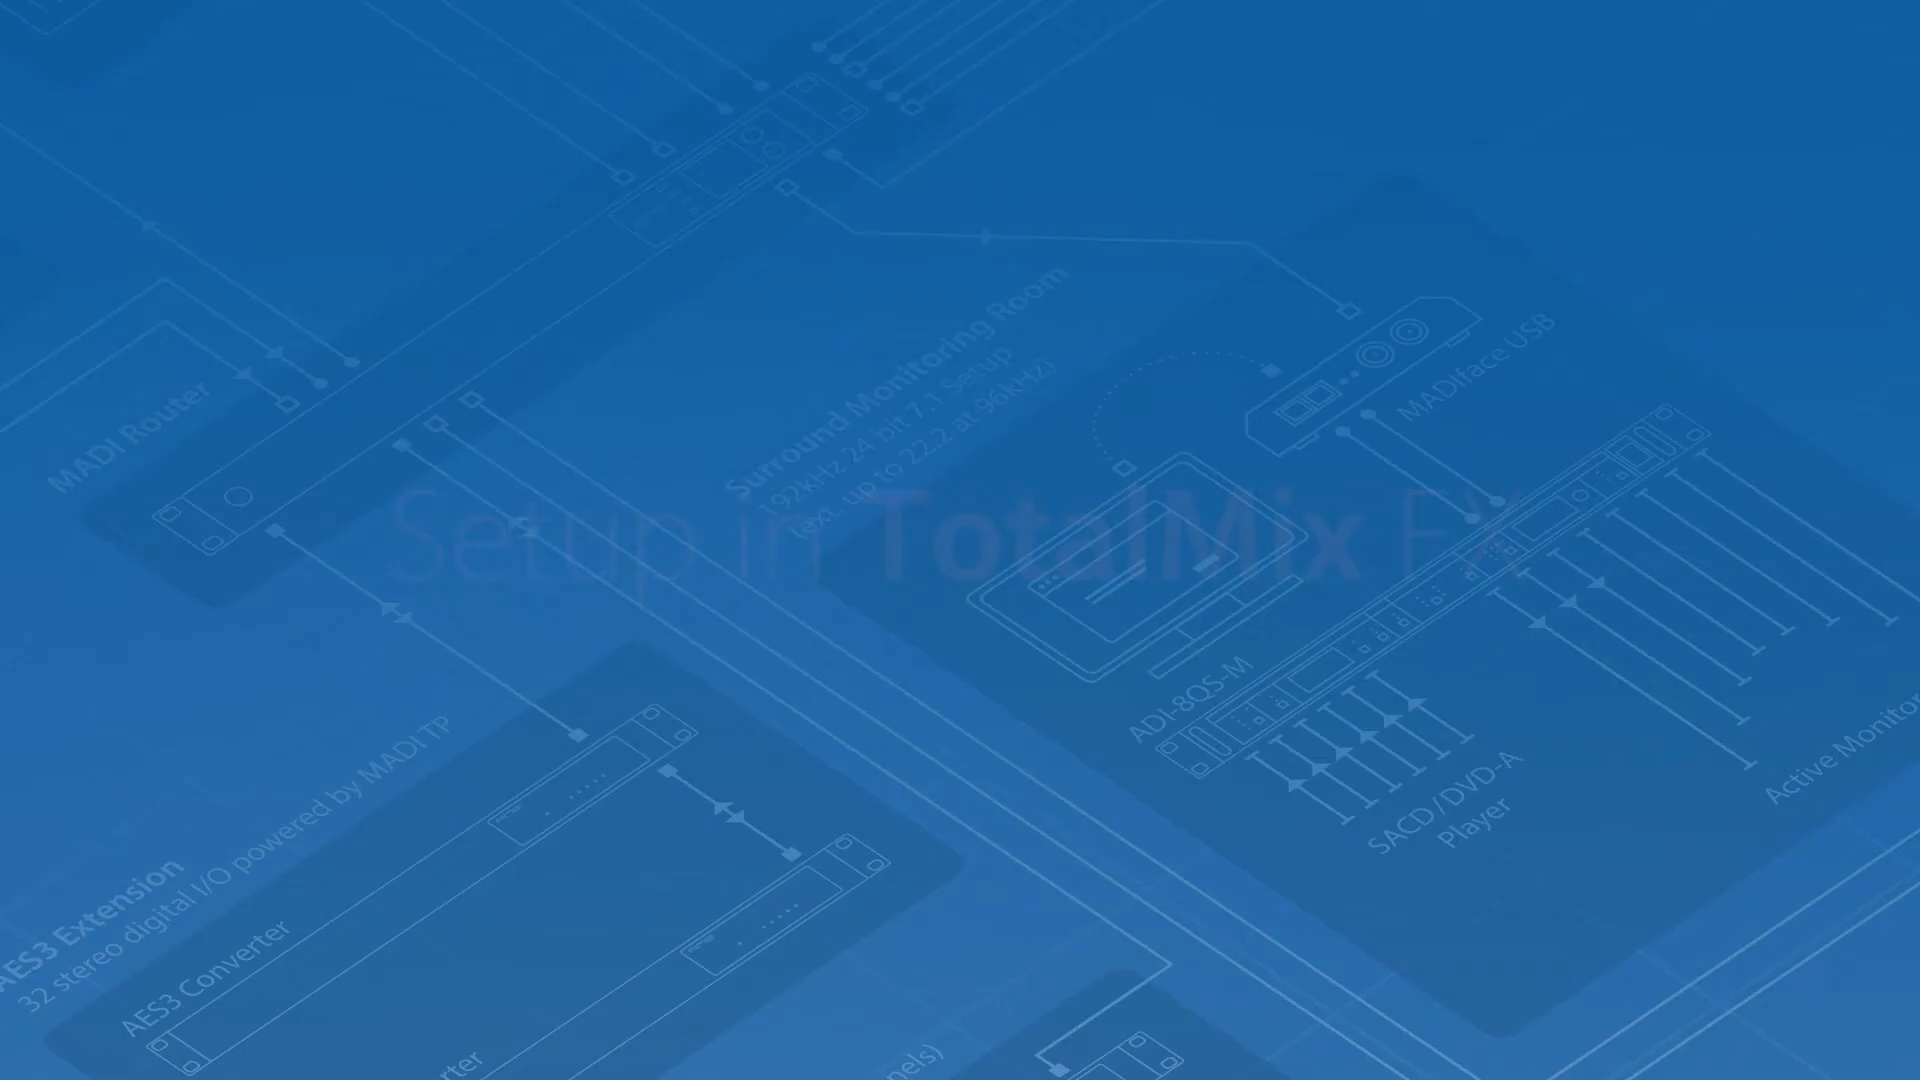 Surround Monitoring Room
192kHz 24 bit 7.1 Setup
(ext. up to 22.2 at 96kHz)
MADIface USB
MADI Router
Setup in TotalMix FX
ADI-8QS-M
SACD/DVD-A
Player
Active Monitor
AES3 Extension
32 stereo digital I/O powered by MADI TP
AES3 Converter
rter
nels)